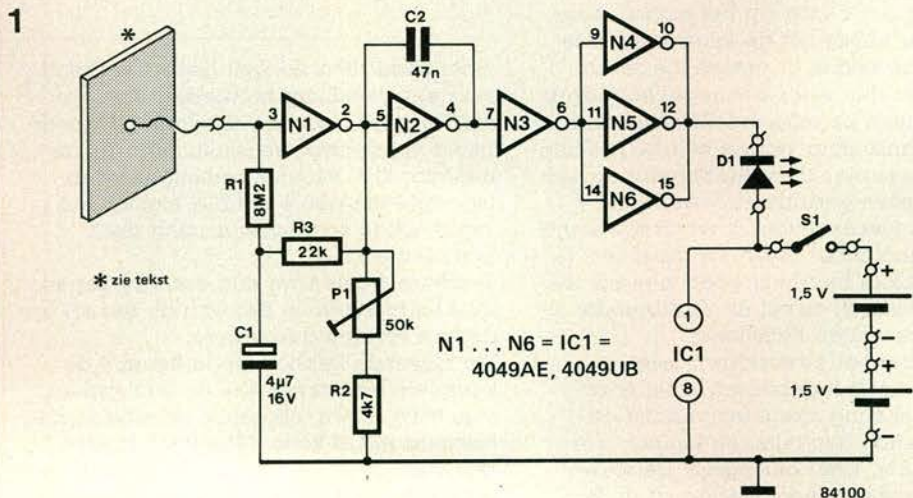 1
*
C2
47n
9 N4 10
3 N1 2 5 N2 4 7 N3 6 11 N5 12
14 N6 15
D1
R1
8M2
R3
22k
S1
* zie tekst
P1
50k
C1
4µ7
16V
R2
4k7
N1 ... N6 = IC1 =
4049AE, 4049UB
1
IC1
8
+
1,5 V
−
+
1,5 V
−
84100